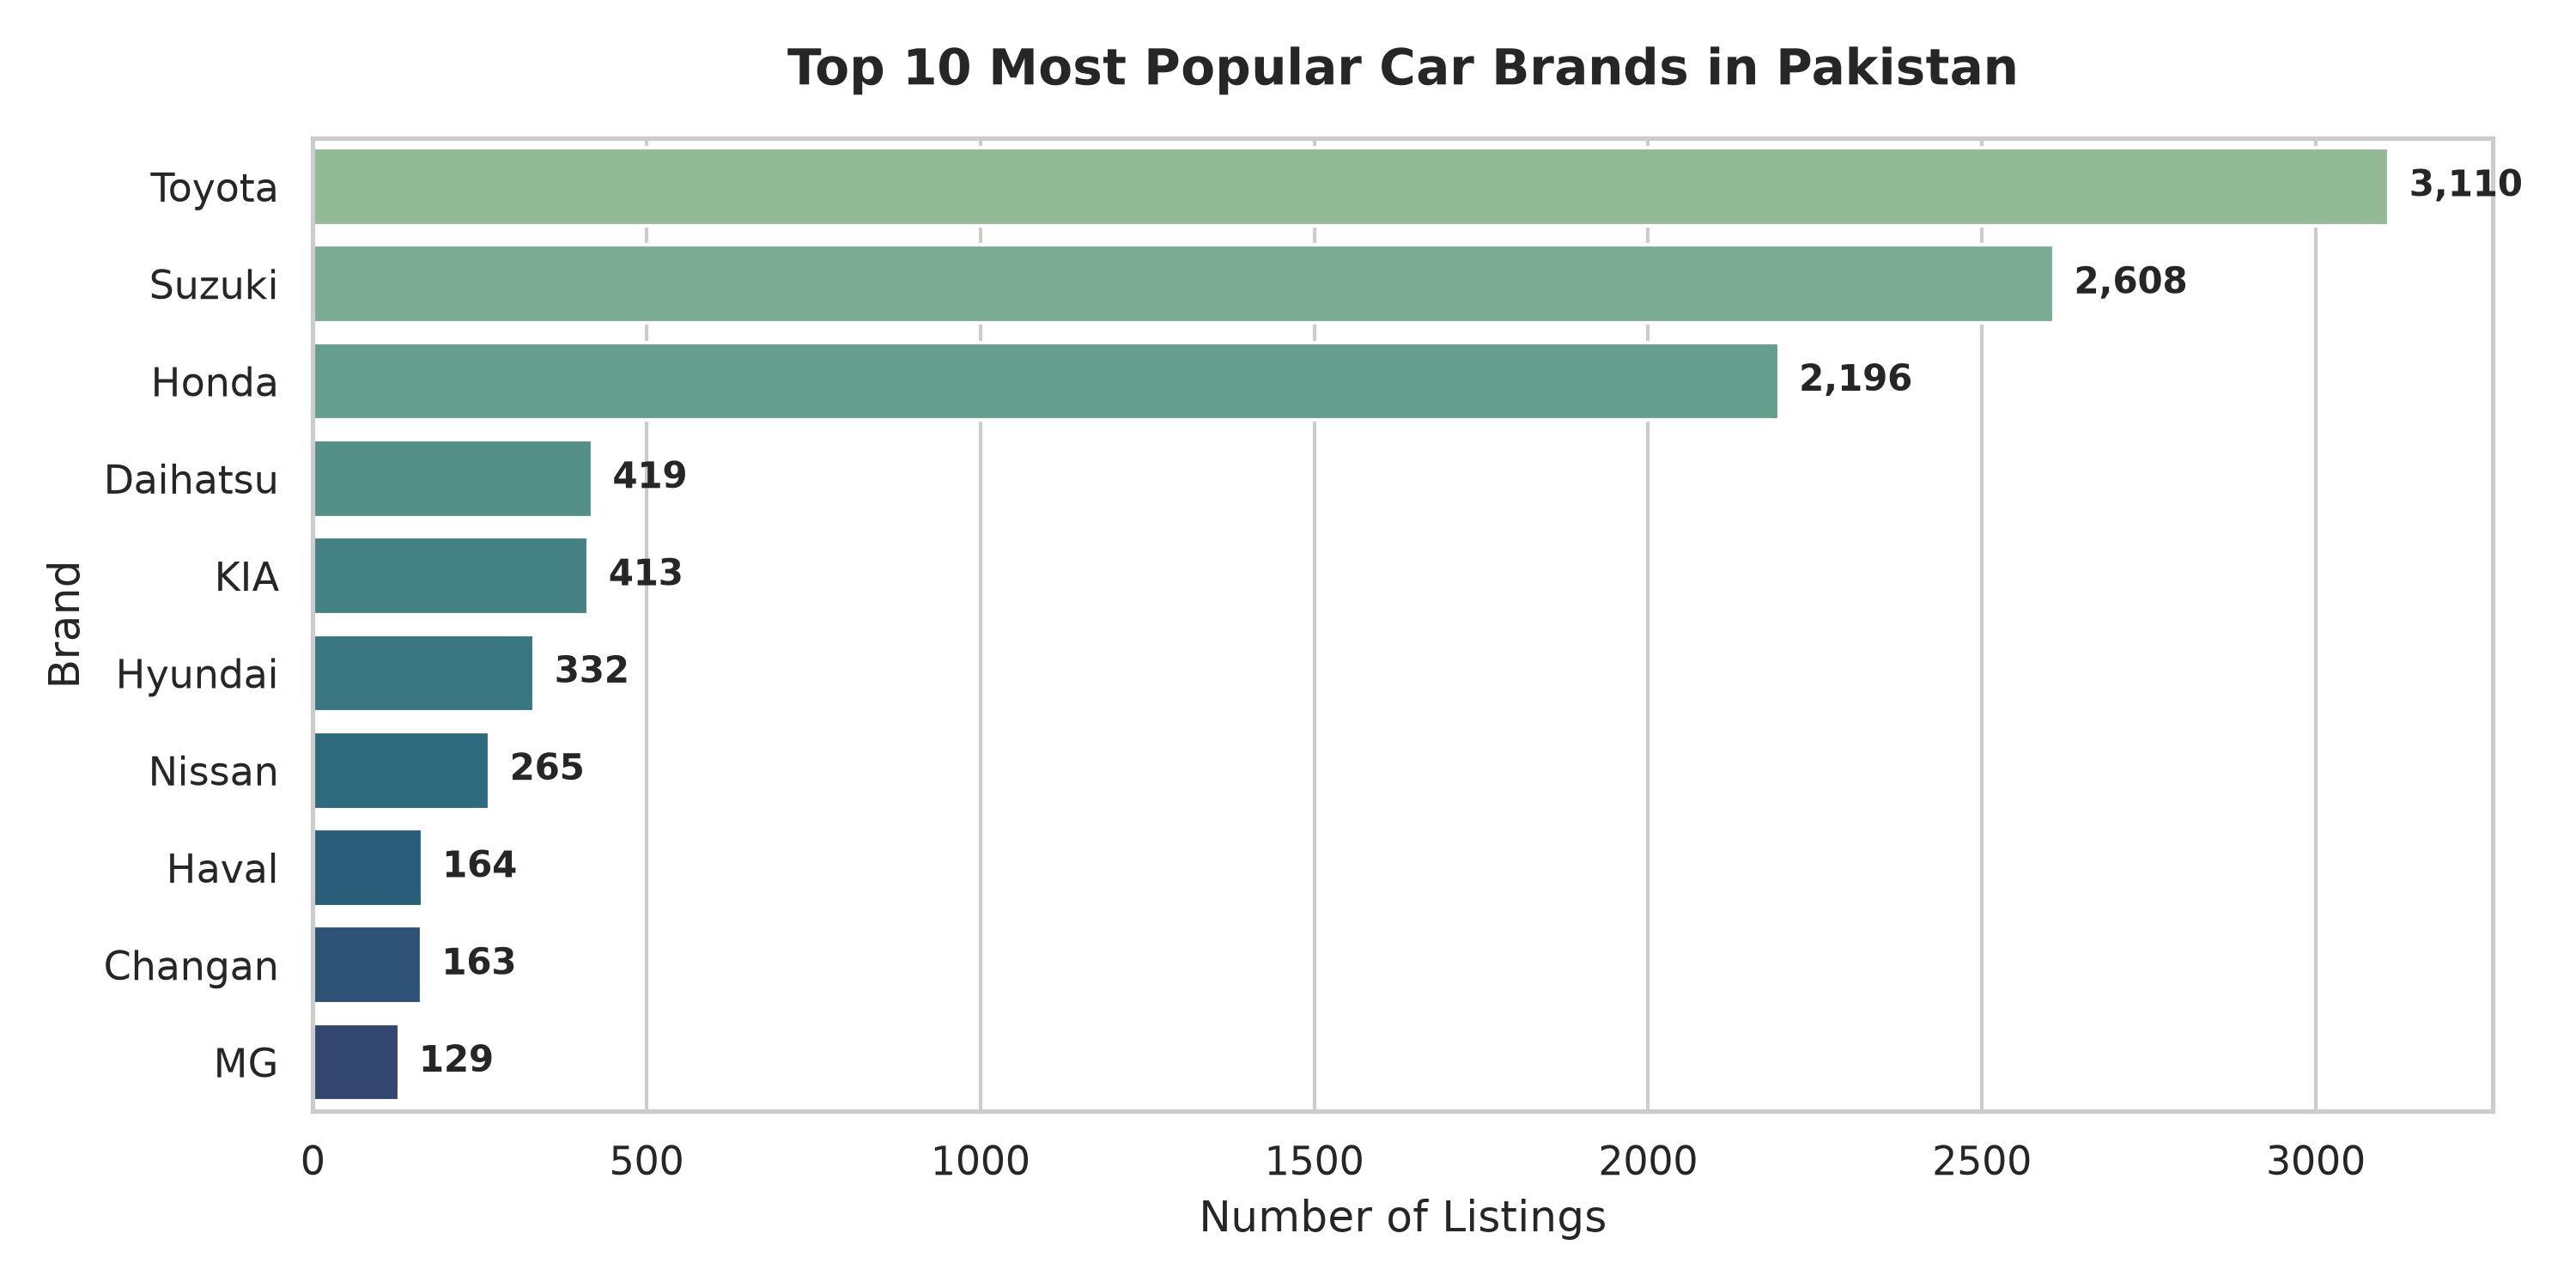 Top 10 Most Popular Car Brands in Pakistan
Toyota 3,110
Suzuki 2,608
Honda 2,196
Daihatsu 419
KIA 413
Hyundai 332
Nissan 265
Haval 164
Changan 163
MG 129
Brand
0 500 1000 1500 2000 2500 3000
Number of Listings